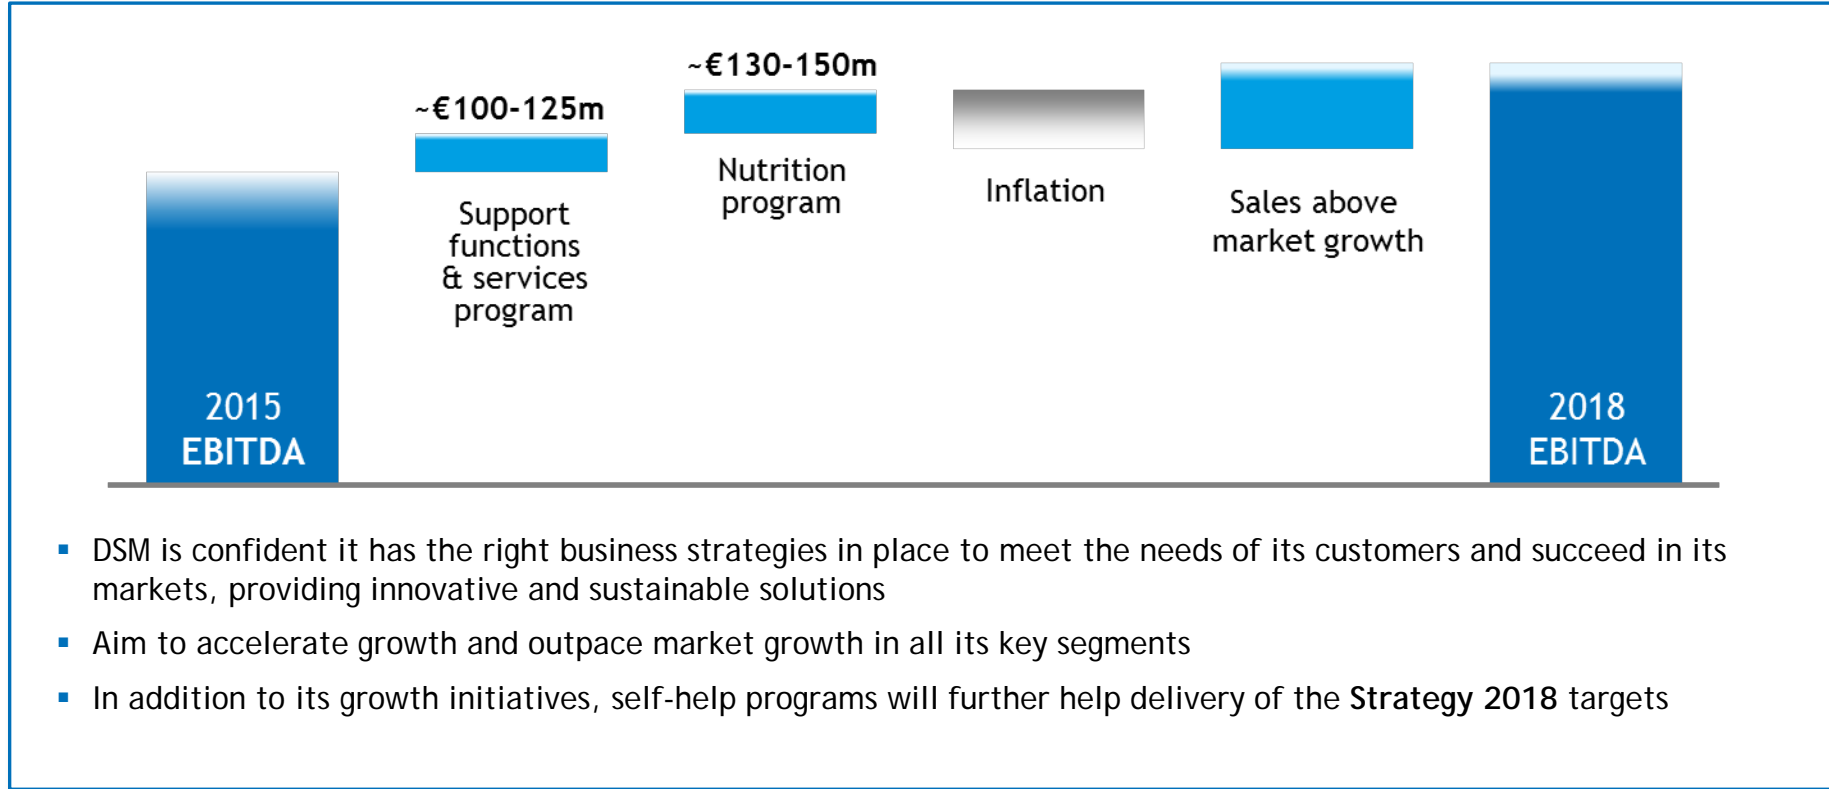 ~€100-125m
~€130-150m
Support
functions
& services
program
Nutrition
program
Inflation
Sales above
market growth
2015
EBITDA
2018
EBITDA
▪ DSM is confident it has the right business strategies in place to meet the needs of its customers and succeed in its
markets, providing innovative and sustainable solutions
▪ Aim to accelerate growth and outpace market growth in all its key segments
▪ In addition to its growth initiatives, self-help programs will further help delivery of the Strategy 2018 targets